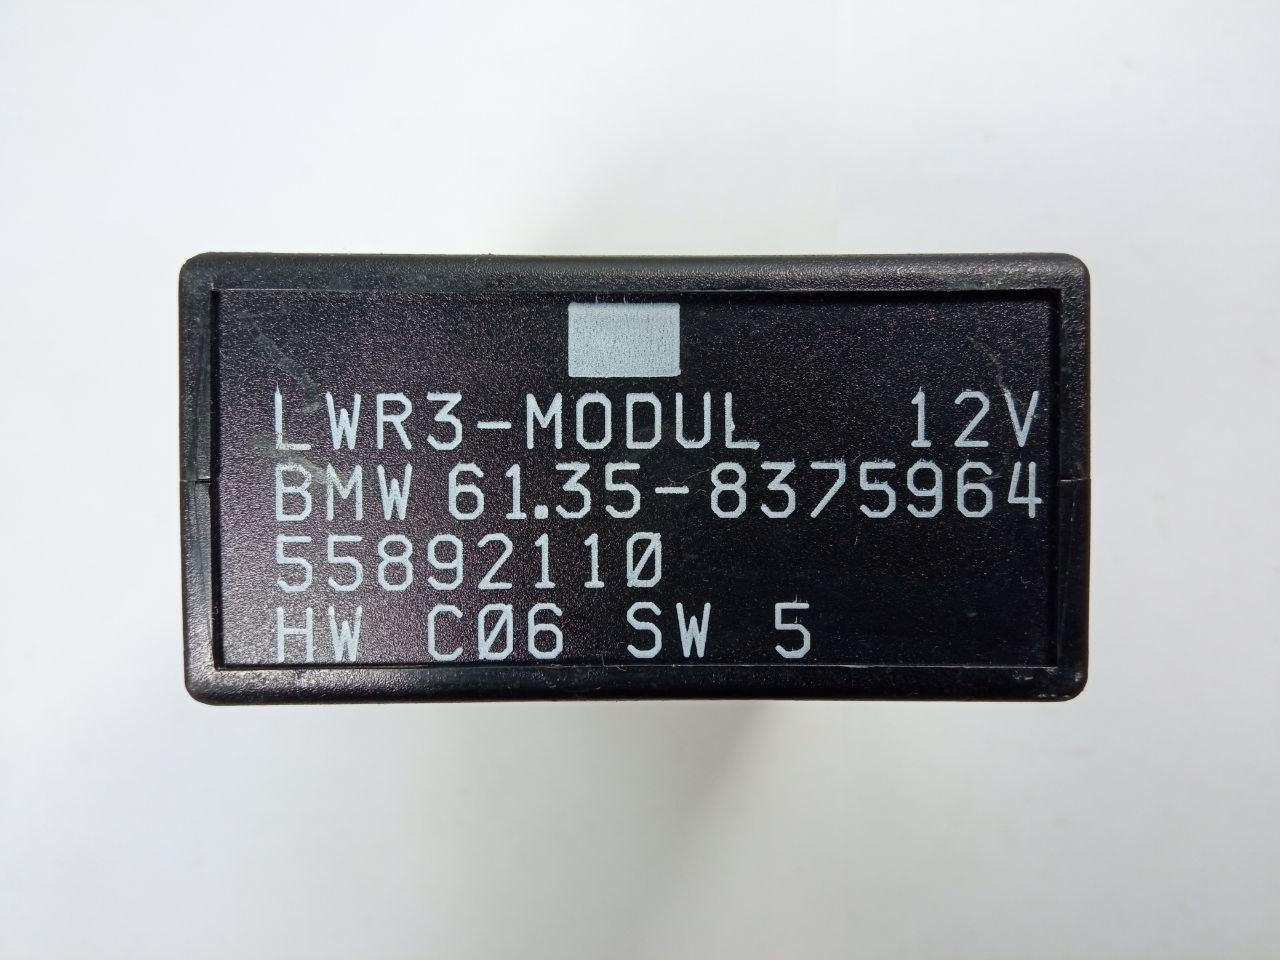 LWR3-MODUL 12V
BMW 61.35-8375964
55892110
HW C06 SW 5